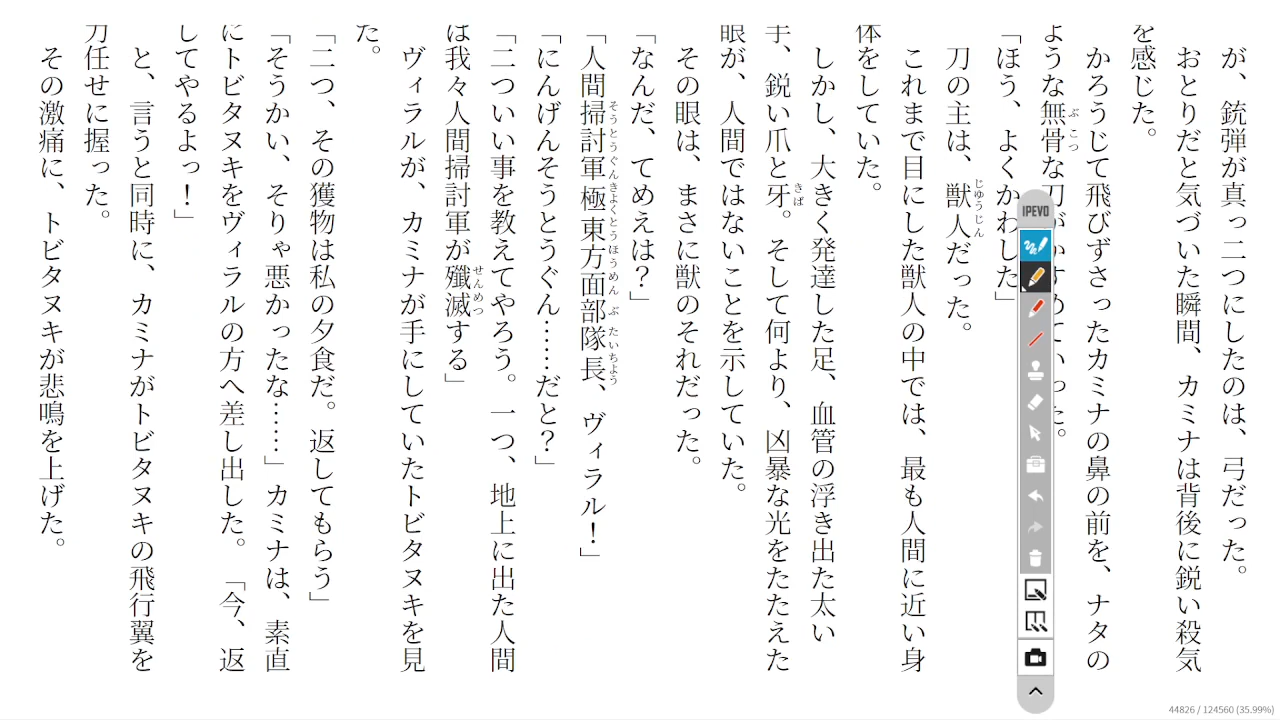 が、銃弾が真っ二つにしたのは、弓だった。
おとりだと気づいた瞬間、カミナは背後に鋭い殺気
を感じた。
かろうじて飛びずさったカミナの鼻の前を、ナタの
ような無骨な刀がかすめていった。
「ほう、よくかわした」
刀の主は、獣人だった。
これまで目にした獣人の中では、最も人間に近い身
体をしていた。
しかし、大きく発達した足、血管の浮き出た太い
手、鋭い爪と牙。そして何より、凶暴な光をたたえた
眼が、人間ではないことを示していた。
その眼は、まさに獣のそれだった。
「なんだ、てめえは？」
「人間掃討軍極東方面部隊長、ヴィラル！」
「にんげんそうとうぐん……だと？」
「二ついい事を教えてやろう。一つ、地上に出た人間
は我々人間掃討軍が殲滅する」
ヴィラルが、カミナが手にしていたトビタヌキを見
た。
「二つ、その獲物は私の夕食だ。返してもらう」
「そうかい、そりゃ悪かったな……」カミナは、素直
にトビタヌキをヴィラルの方へ差し出した。「今、返
してやるよっ！」
と、言うと同時に、カミナがトビタヌキの飛行翼を
力任せに握った。
その激痛に、トビタヌキが悲鳴を上げた。
IPEVO
44826 / 124560 (35.99%)